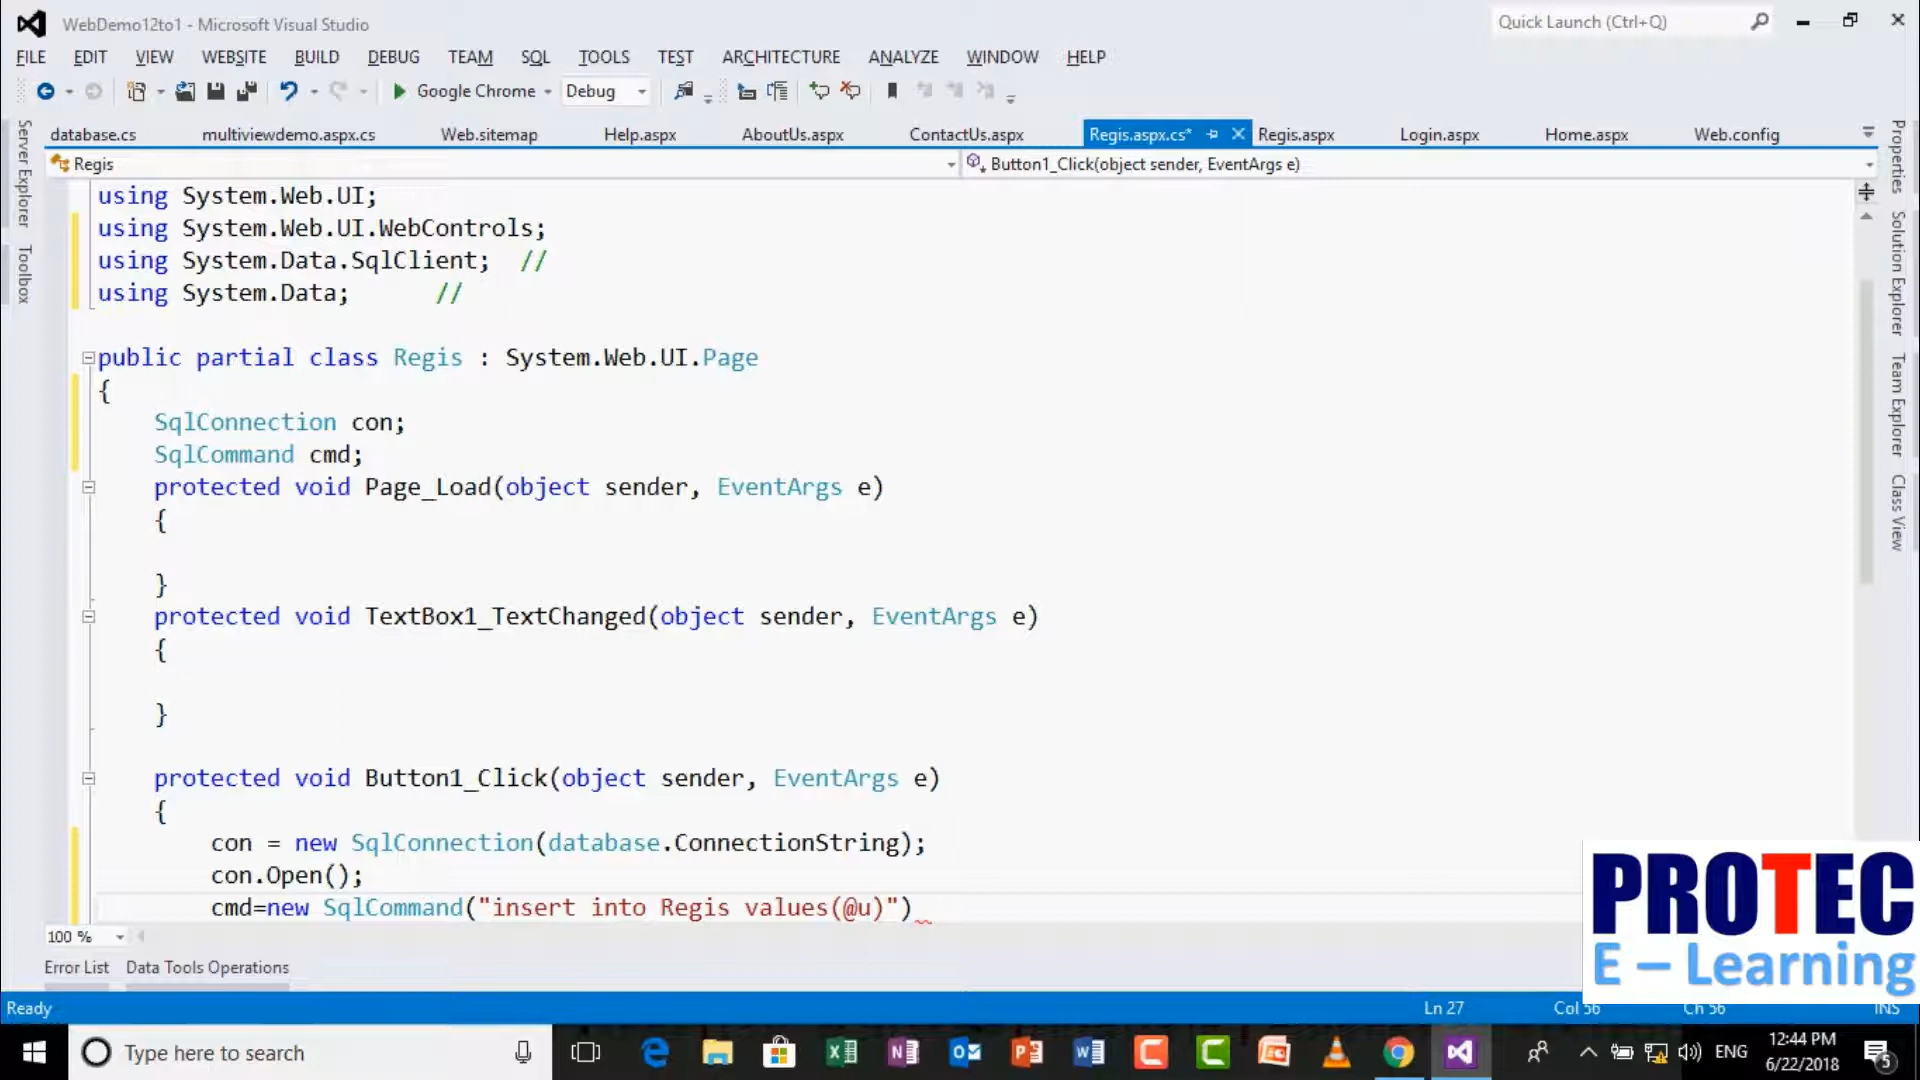 WebDemo12to1 - Microsoft Visual Studio
Quick Launch (Ctrl+Q)
FILE EDIT VIEW WEBSITE BUILD DEBUG TEAM SQL TOOLS TEST ARCHITECTURE ANALYZE WINDOW HELP
Google Chrome Debug
database.cs multiviewdemo.aspx.cs Web.sitemap Help.aspx AboutUs.aspx ContactUs.aspx Regis.aspx.cs* Regis.aspx Login.aspx Home.aspx Web.config
Regis Button1_Click(object sender, EventArgs e)
Server Explorer
Toolbox
using System.Web.UI;
using System.Web.UI.WebControls;
using System.Data.SqlClient; //
using System.Data; //
public partial class Regis : System.Web.UI.Page
{
SqlConnection con;
SqlCommand cmd;
protected void Page_Load(object sender, EventArgs e)
{
}
protected void TextBox1_TextChanged(object sender, EventArgs e)
{
}
protected void Button1_Click(object sender, EventArgs e)
{
con = new SqlConnection(database.ConnectionString);
con.Open();
cmd=new SqlCommand("insert into Regis values(@u)")
Properties
Solution Explorer
Team Explorer
Class View
100 %
PROTEC
E – Learning
Error List Data Tools Operations
Ready Ln 27 Col 56 Ch 56 INS
Type here to search
ENG
12:44 PM
6/22/2018
5